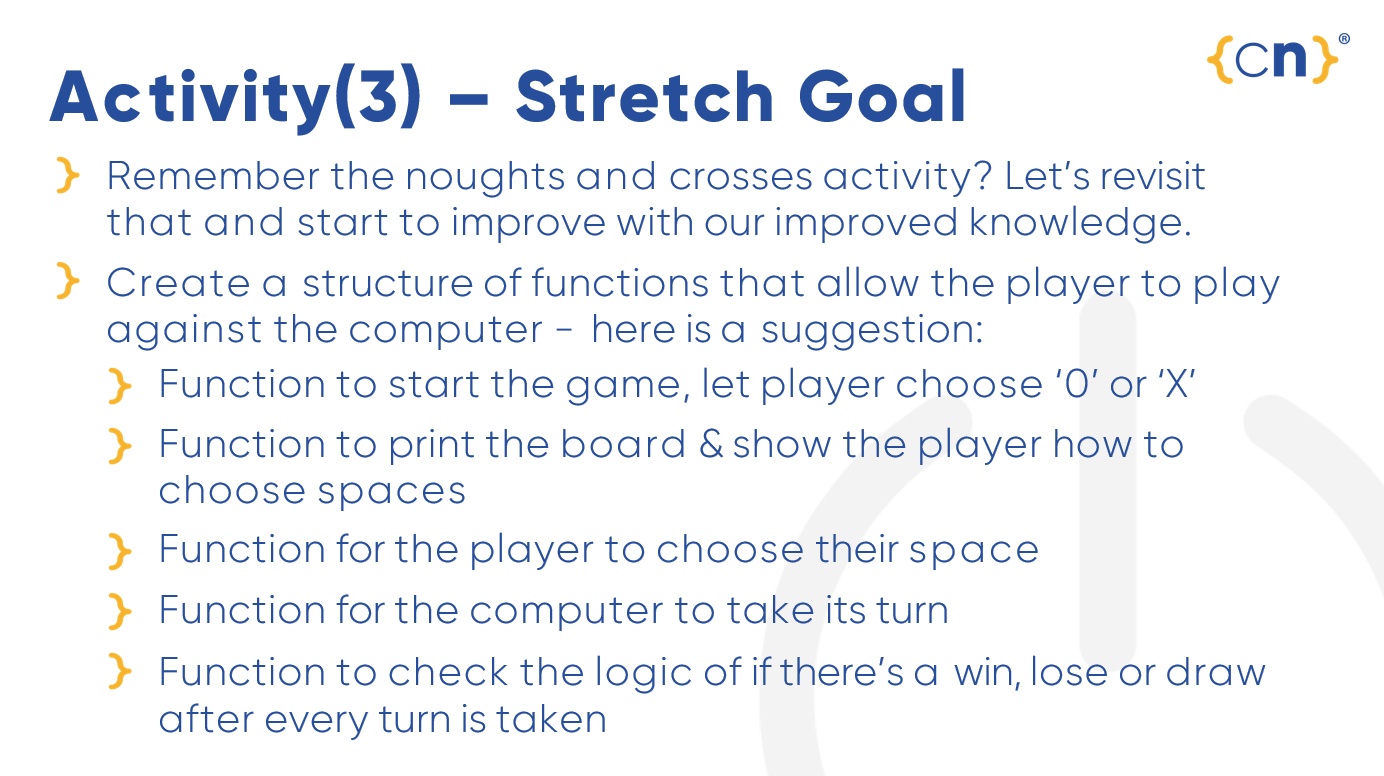 {cn}®
Activity(3) – Stretch Goal
Remember the noughts and crosses activity? Let’s revisit
that and start to improve with our improved knowledge.
Create a structure of functions that allow the player to play
against the computer – here is a suggestion:
Function to start the game, let player choose ‘0’ or ‘X’
Function to print the board & show the player how to
choose spaces
Function for the player to choose their space
Function for the computer to take its turn
Function to check the logic of if there’s a win, lose or draw
after every turn is taken